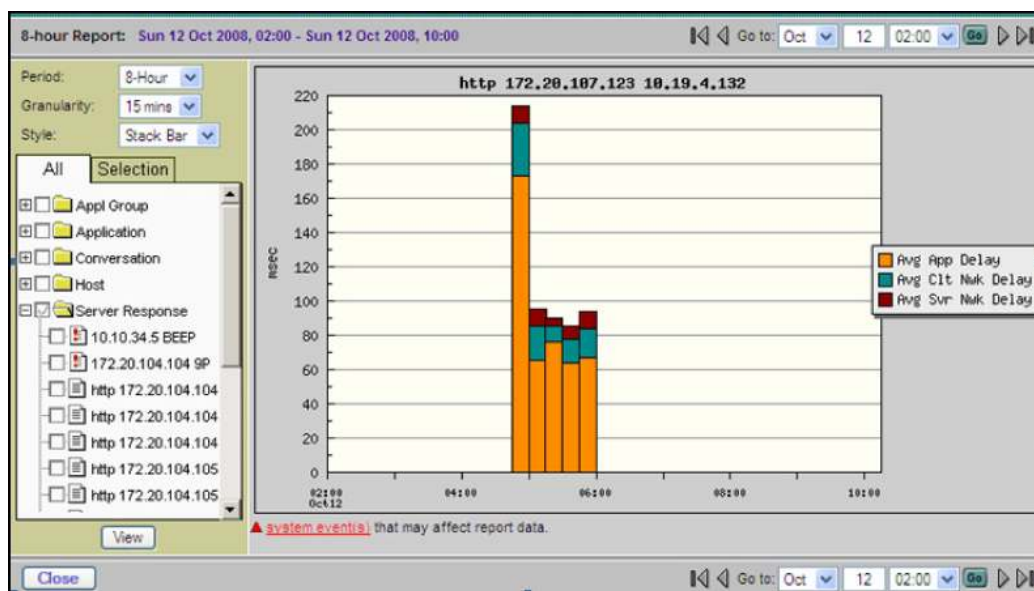 8-hour Report: Sun 12 Oct 2008, 02:00 - Sun 12 Oct 2008, 10:00
Go to: Oct 12 02:00 Go
Period: 8-Hour
Granularity: 15 mins
Style: Stack Bar
All Selection
Appl Group
Application
Conversation
Host
Server Response
10.10.34.5 BEEP
172.20.104.104 9P
http 172.20.104.104
http 172.20.104.104
http 172.20.104.104
http 172.20.104.105
http 172.20.104.105
View
http 172.20.107.123 10.19.4.132
220
200
180
160
140
120
100
80
60
40
20
0
msec
02:00 04:00 06:00 08:00 10:00
Oct12
Avg App Delay
Avg Clt Nwk Delay
Avg Svr Nwk Delay
system event(s) that may affect report data.
Close
Go to: Oct 12 02:00 Go